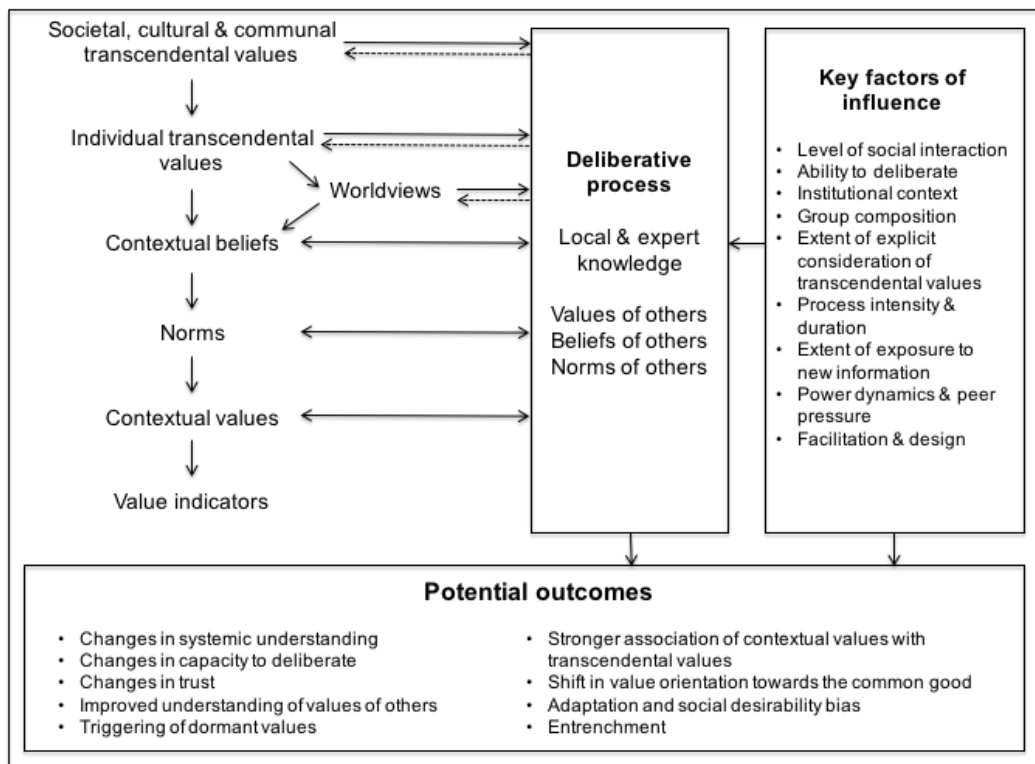 Societal, cultural & communal
transcendental values
Individual transcendental
values
Worldviews
Contextual beliefs
Norms
Contextual values
Value indicators
Deliberative
process
Local & expert
knowledge
Values of others
Beliefs of others
Norms of others
Key factors of
influence
• Level of social interaction
• Ability to deliberate
• Institutional context
• Group composition
• Extent of explicit
consideration of
transcendental values
• Process intensity &
duration
• Extent of exposure to
new information
• Power dynamics & peer
pressure
• Facilitation & design
Potential outcomes
• Changes in systemic understanding
• Changes in capacity to deliberate
• Changes in trust
• Improved understanding of values of others
• Triggering of dormant values
• Stronger association of contextual values with
transcendental values
• Shift in value orientation towards the common good
• Adaptation and social desirability bias
• Entrenchment